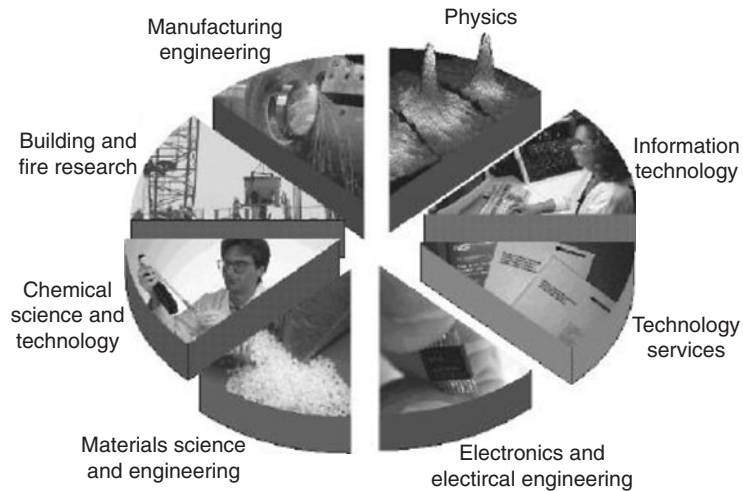 Physics
Manufacturing
engineering
Building and
fire research
Information
technology
Chemical
science and
technology
Technology
services
Materials science
and engineering
Electronics and
electircal engineering